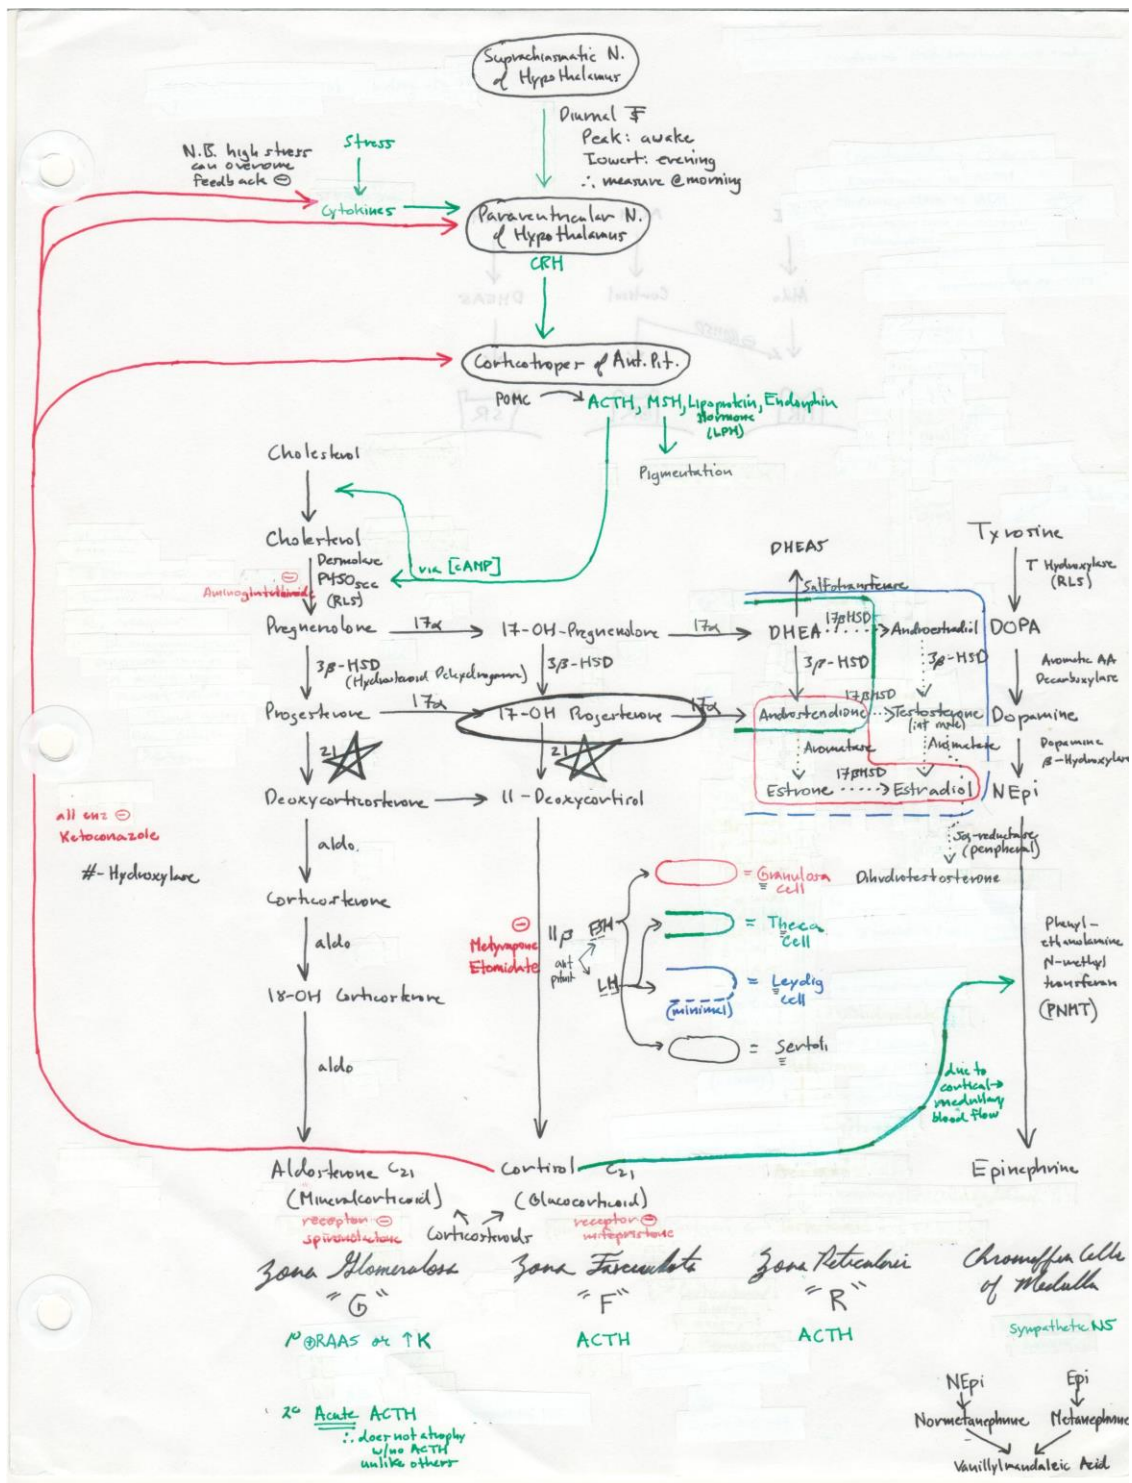 Suprachiasmatic N.
of Hypothalamus
Diurnal
Peak: awake
Lowest: evening
∴ measure @ morning
N.B. high stress
can overcome
feedback ⊖
Stress
Cytokines
Paraventricular N.
of Hypothalamus
CRH
Corticotropes of Ant. Pit.
POMC
ACTH, MSH, Lipoprotein, Endorphin
Hormone
(LPH)
Pigmentation
Cholesterol
Cholesterol
Desmolase
P450scc
(RLS)
⊖
Aminoglutethimide
via [cAMP]
DHEAS
Sulfotransferase
Tyrosine
T Hydroxylase
(RLS)
Pregnenolone
17α
17-OH-Pregnenolone
17α
DHEA
17βHSD
Androstradiol
DOPA
3β-HSD
(Hydrosteroid Dehydrogenase)
3β-HSD
3β-HSD
3β-HSD
Aromatic AA
Decarboxylase
Progesterone
17α
17-OH Progesterone
17α
Androstendione
17βHSD
Testosterone
(int male)
Dopamine
21
21
Aromatase
Aromatase
Dopamine
β-Hydroxylase
Deoxycorticosterone
11-Deoxycortisol
Estrone
17βHSD
Estradiol
NEpi
all enz ⊖
Ketoconazole
#-Hydroxylase
aldo.
5α-reductase
(peripheral)
Dihydrotestosterone
Corticosterone
aldo
18-OH Corticosterone
aldo
⊖
Metyrapone
Etomidate
11β
FSH
ant
pituit
LH
= Granulosa
cell
= Theca
Cell
(minimal)
= Leydig
cell
= Sertoli
Phenyl-
ethanolamine
N-methyl
transferase
(PNMT)
due to
cortical→
medullary
blood flow
Aldosterone C21
(Mineralcorticoid)
receptor ⊖
spironolactone
Corticosteroids
Cortisol C21
(Glucocorticoid)
receptor ⊖
mifepristone
Epinephrine
Zona Glomerulosa
"G"
1° ⊕RAAS or ↑K
2° Acute ACTH
∴ does not atrophy
w/no ACTH
unlike others
Zona Fasciculata
"F"
ACTH
Zona Reticularis
"R"
ACTH
Chromaffin Cells
of Medulla
Sympathetic NS
NEpi
Epi
Normetanephrine
Metanephrine
Vanillylmandaleic Acid